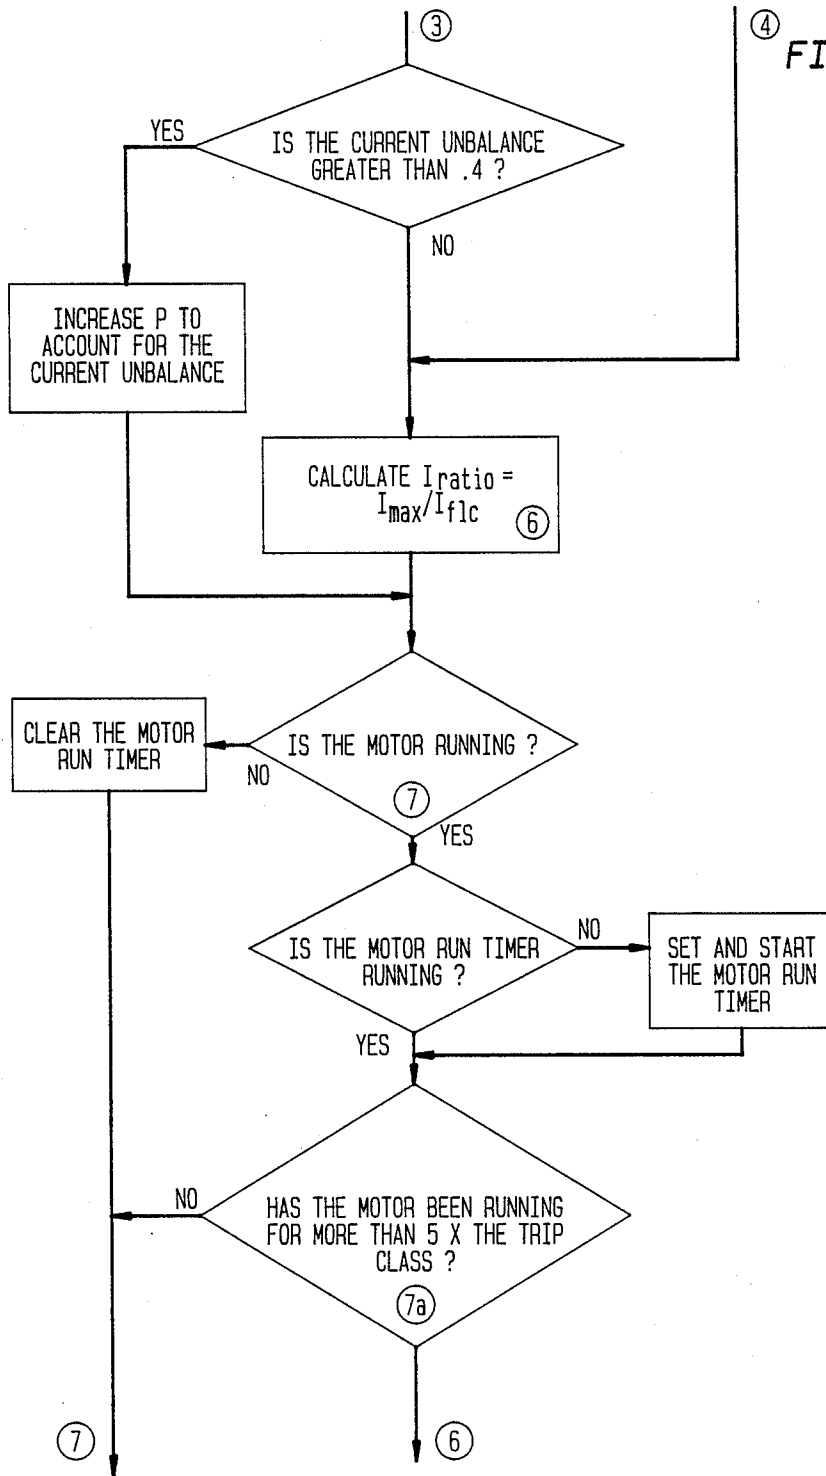 3
4
FI
YES
IS THE CURRENT UNBALANCE
GREATER THAN .4 ?
NO
INCREASE P TO
ACCOUNT FOR THE
CURRENT UNBALANCE
CALCULATE Iratio =
Imax/Iflc
6
CLEAR THE MOTOR
RUN TIMER
NO
IS THE MOTOR RUNNING ?
7
YES
IS THE MOTOR RUN TIMER
RUNNING ?
NO
SET AND START
THE MOTOR RUN
TIMER
YES
NO
HAS THE MOTOR BEEN RUNNING
FOR MORE THAN 5 X THE TRIP
CLASS ?
7a
7
6